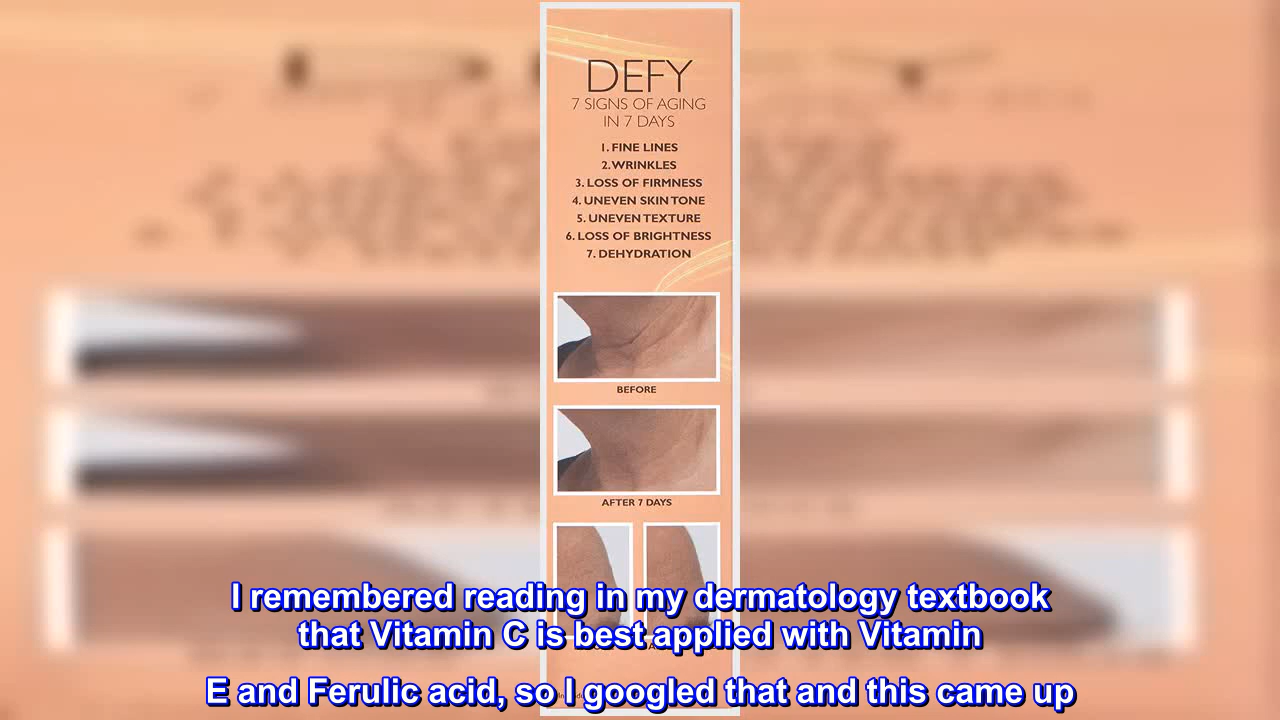 DEFY
7 SIGNS OF AGING
IN 7 DAYS
1. FINE LINES
2. WRINKLES
3. LOSS OF FIRMNESS
4. UNEVEN SKIN TONE
5. UNEVEN TEXTURE
6. LOSS OF BRIGHTNESS
7. DEHYDRATION
BEFORE
AFTER 7 DAYS
I remembered reading in my dermatology textbook
that Vitamin C is best applied with Vitamin
E and Ferulic acid, so I googled that and this came up